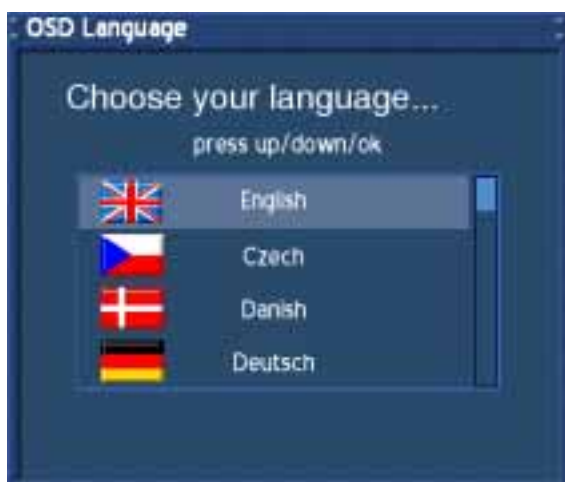 OSD Language
Choose your language...
press up/down/ok
English
Czech
Danish
Deutsch